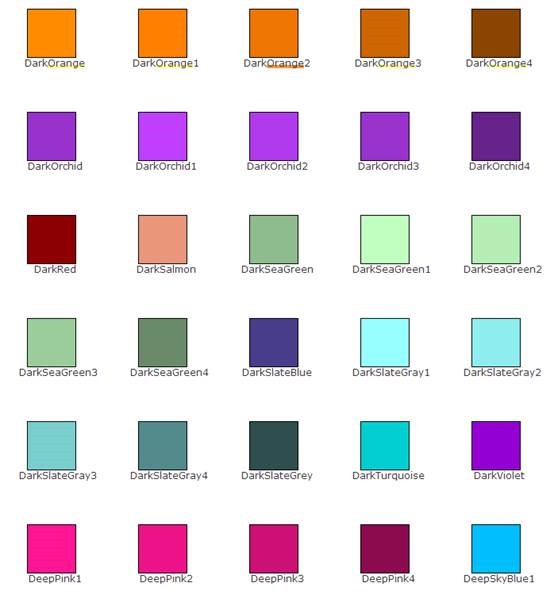 DarkOrange DarkOrange1 DarkOrange2 DarkOrange3 DarkOrange4
DarkOrchid DarkOrchid1 DarkOrchid2 DarkOrchid3 DarkOrchid4
DarkRed DarkSalmon DarkSeaGreen DarkSeaGreen1 DarkSeaGreen2
DarkSeaGreen3 DarkSeaGreen4 DarkSlateBlue DarkSlateGray1 DarkSlateGray2
DarkSlateGray3 DarkSlateGray4 DarkSlateGrey DarkTurquoise DarkViolet
DeepPink1 DeepPink2 DeepPink3 DeepPink4 DeepSkyBlue1